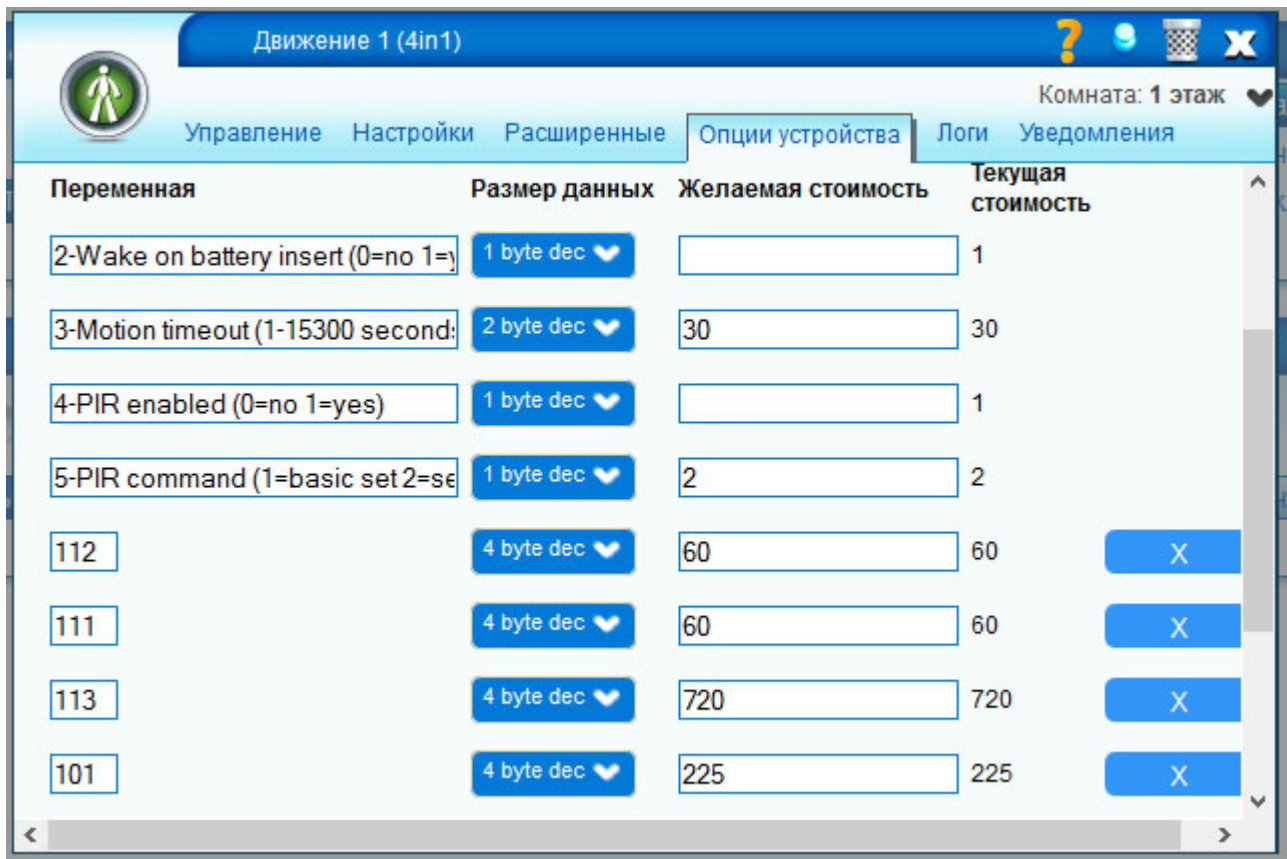 Движение 1 (4in1)
Комната: 1 этаж
Управление Настройки Расширенные Опции устройства Логи Уведомления
Переменная Размер данных Желаемая стоимость Текущая стоимость
2-Wake on battery insert (0=no 1=y 1 byte dec 1
3-Motion timeout (1-15300 seconds 2 byte dec 30 30
4-PIR enabled (0=no 1=yes) 1 byte dec 1
5-PIR command (1=basic set 2=se 1 byte dec 2 2
112 4 byte dec 60 60 X
111 4 byte dec 60 60 X
113 4 byte dec 720 720 X
101 4 byte dec 225 225 X